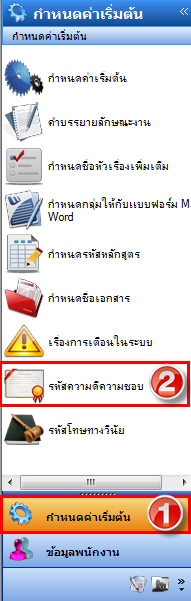 กำหนดค่าเริ่มต้น
กำหนดค่าเริ่มต้น
กำหนดค่าเริ่มต้น
คำบรรยายลักษณะงาน
กำหนดชื่อหัวเรื่องเพิ่มเติม
กำหนดกลุ่มให้กับแบบฟอร์ม MS
Word
กำหนดรหัสหลักสูตร
กำหนดชื่อเอกสาร
เรื่องการเตือนในระบบ
รหัสความดีความชอบ 2
รหัสโทษทางวินัย
กำหนดค่าเริ่มต้น 1
ข้อมูลพนักงาน